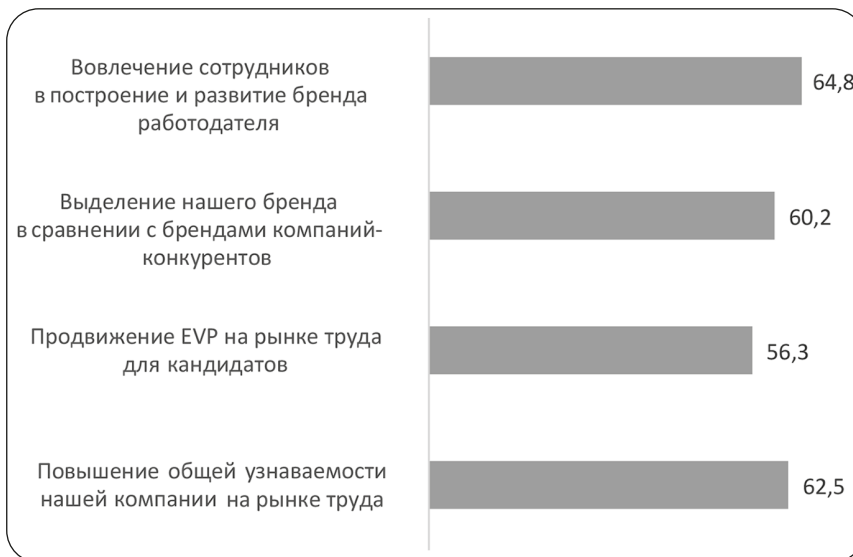 Вовлечение сотрудников
в построение и развитие бренда
работодателя
64,8
Выделение нашего бренда
в сравнении с брендами компаний-
конкурентов
60,2
Продвижение EVP на рынке труда
для кандидатов
56,3
Повышение общей узнаваемости
нашей компании на рынке труда
62,5